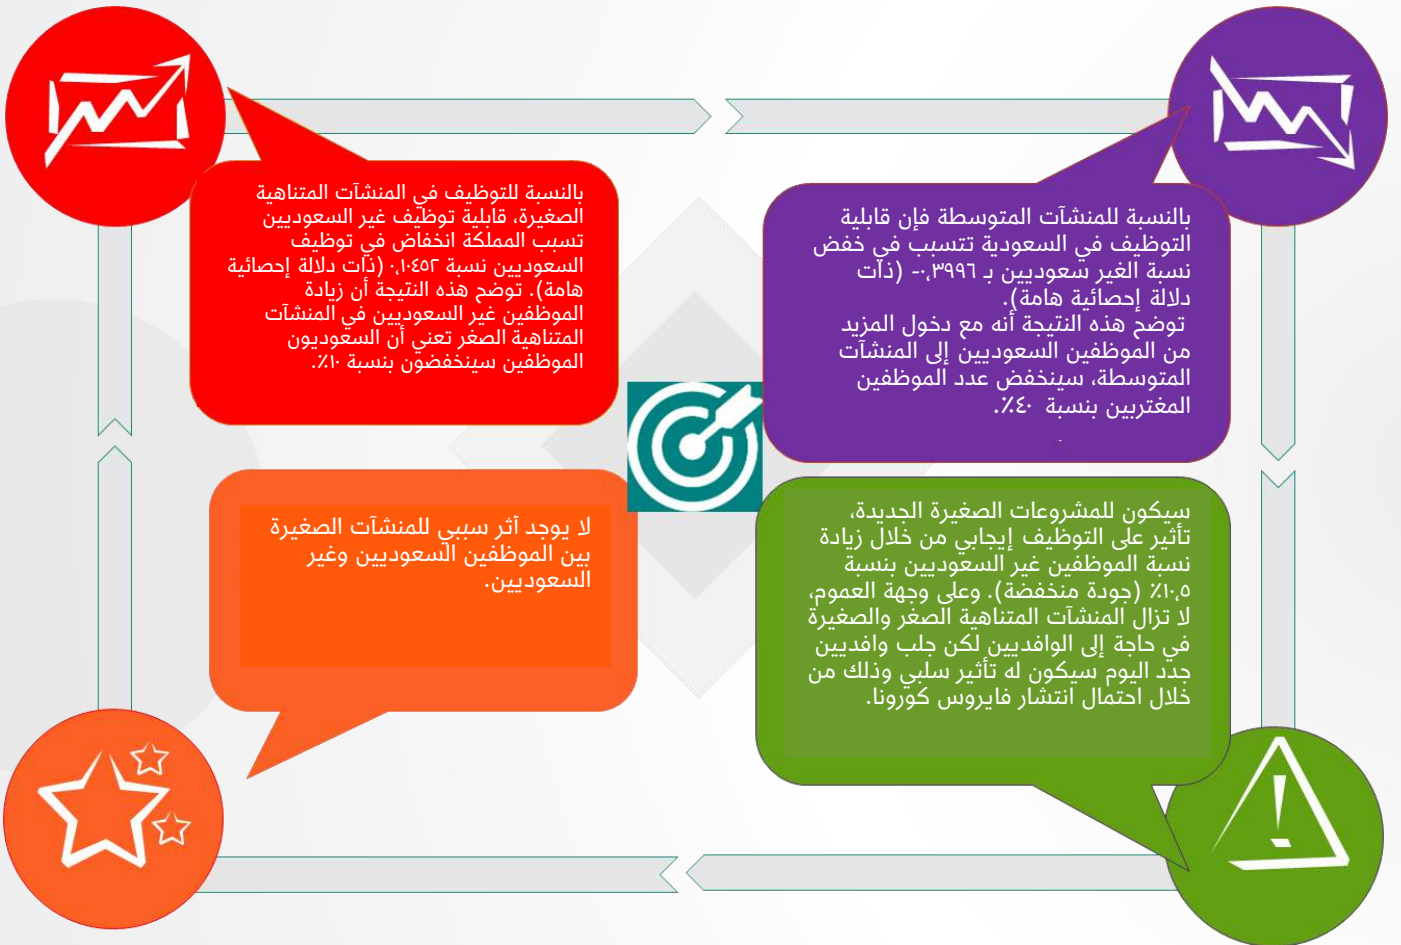 بالنسبة للمنشآت المتوسطة فإن قابلية
التوظيف في السعودية تتسبب في خفض
نسبة الغير سعوديين بـ ٠,٣٩٩٦- (ذات
دلالة إحصائية هامة).
توضح هذه النتيجة أنه مع دخول المزيد
من الموظفين السعوديين إلى المنشآت
المتوسطة، سينخفض عدد الموظفين
المغتربين بنسبة ٤٠٪.
بالنسبة للتوظيف في المنشآت المتناهية
الصغيرة، قابلية توظيف غير السعوديين
تسبب المملكة انخفاض في توظيف
السعوديين نسبة ٠,١٠٤٥٢ (ذات دلالة إحصائية
هامة). توضح هذه النتيجة أن زيادة
الموظفين غير السعوديين في المنشآت
المتناهية الصغر تعني أن السعوديون
الموظفين سينخفضون بنسبة ١٠٪.
سيكون للمشروعات الصغيرة الجديدة،
تأثير على التوظيف إيجابي من خلال زيادة
نسبة الموظفين غير السعوديين بنسبة
١٠,٥٪ (جودة منخفضة). وعلى وجهة العموم،
لا تزال المنشآت المتناهية الصغر والصغيرة
في حاجة إلى الوافديين لكن جلب وافديين
جدد اليوم سيكون له تأثير سلبي وذلك من
خلال احتمال انتشار فايروس كورونا.
لا يوجد أثر سببي للمنشآت الصغيرة
بين الموظفين السعوديين وغير
السعوديين.